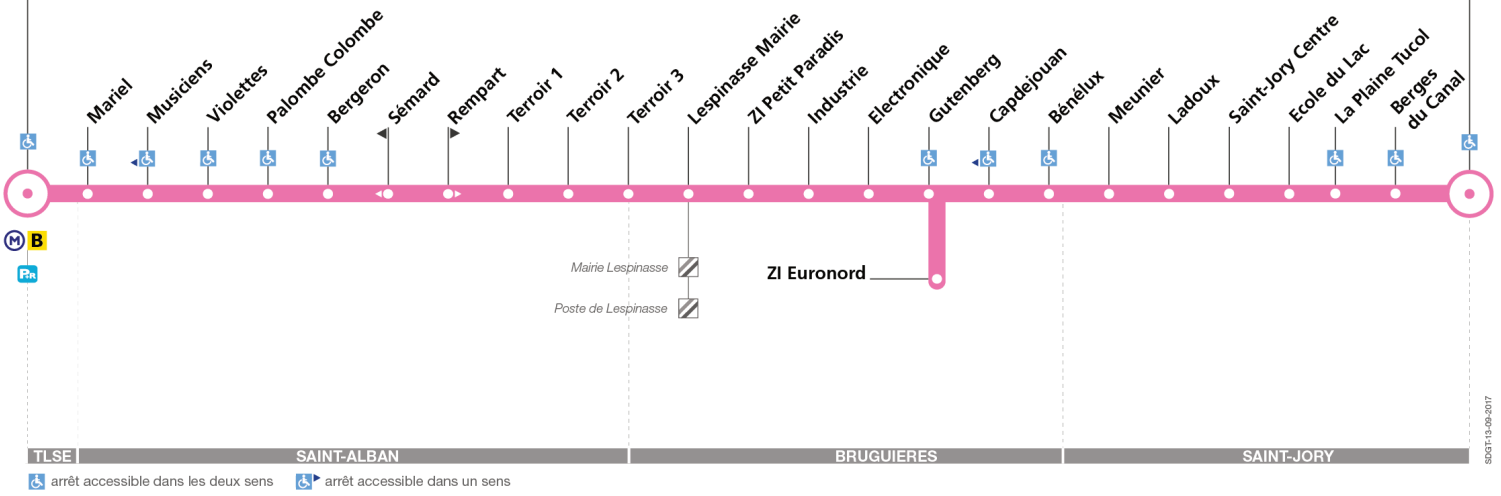 Mariel
Musiciens
Violettes
Palombe Colombe
Bergeron
Sémard
Rempart
Terroir 1
Terroir 2
Terroir 3
Lespinasse Mairie
ZI Petit Paradis
Industrie
Electronique
Gutenberg
Capdejouan
Bénélux
Meunier
Ladoux
Saint-Jory Centre
Ecole du Lac
La Plaine Tucol
Berges
du Canal
M B
P+R
Mairie Lespinasse
ZI Euronord
Poste de Lespinasse
TLSE
SAINT-ALBAN
BRUGUIERES
SAINT-JORY
SDGT-13-09-2017
arrêt accessible dans les deux sens
arrêt accessible dans un sens